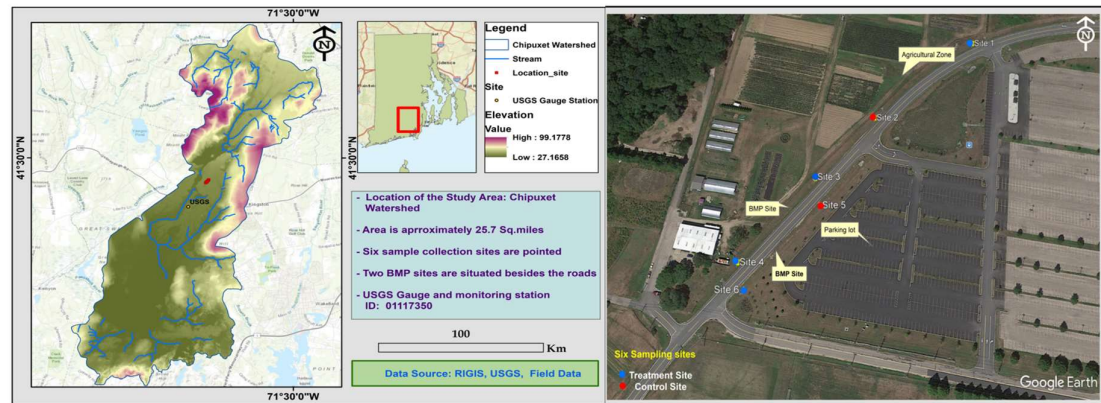 71°30'0"W
41°30'0"N
41°30'0"N
71°30'0"W
N
USGS
Legend
Chipuxet Watershed
Stream
Location_site
Site
USGS Gauge Station
Elevation
Value
High : 99.1778
Low : 27.1658
- Location of the Study Area: Chipuxet
Watershed
- Area is aprroximately 25.7 Sq.miles
- Six sample collection sites are pointed
- Two BMP sites are situated besides the roads
- USGS Gauge and monitoring station
ID: 01117350
100
Km
Data Source: RIGIS, USGS, Field Data
N
Site 1
Agricultural Zone
Site 2
Site 3
BMP Site
Site 5
Parking lot
Site 4
BMP Site
Site 6
Six Sampling sites
Treatment Site
Control Site
Google Earth